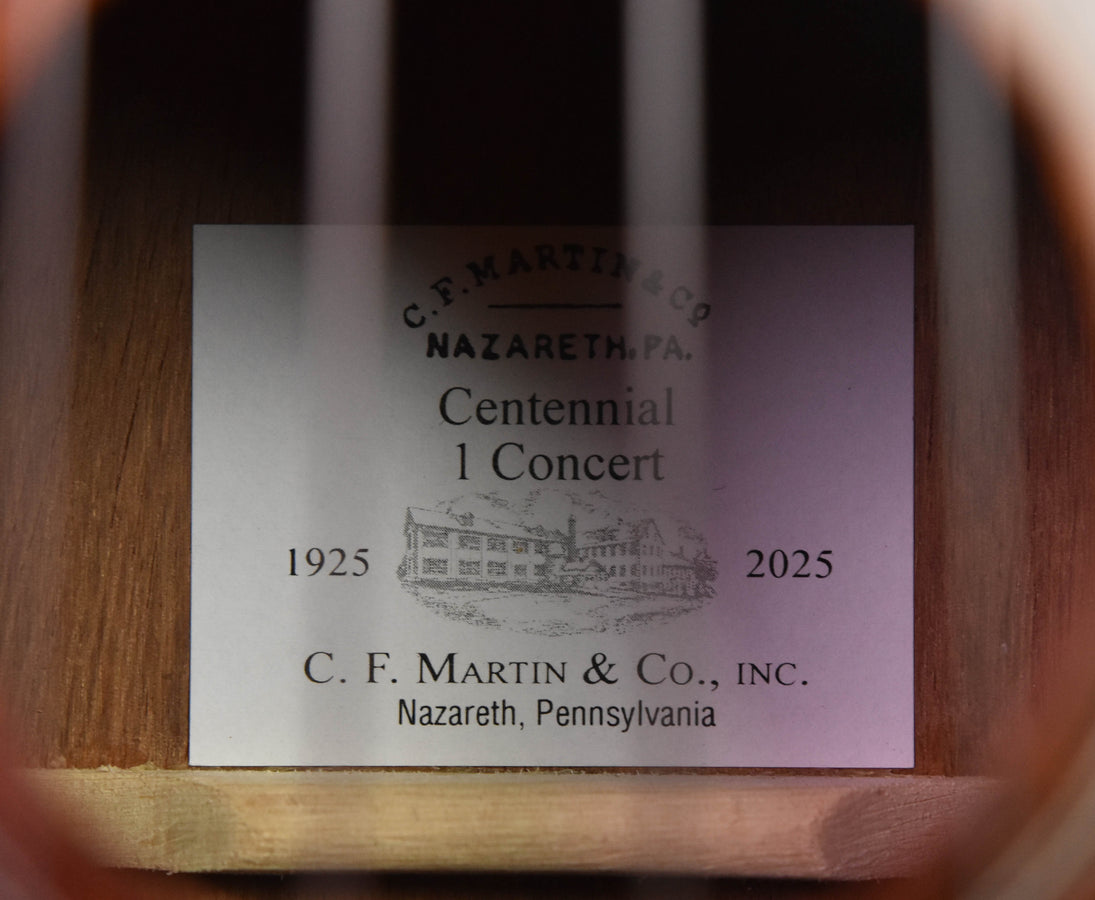 C. F. MARTIN & Co
NAZARETH, PA.
Centennial
1 Concert
1925 2025
C. F. MARTIN & CO., INC.
Nazareth, Pennsylvania